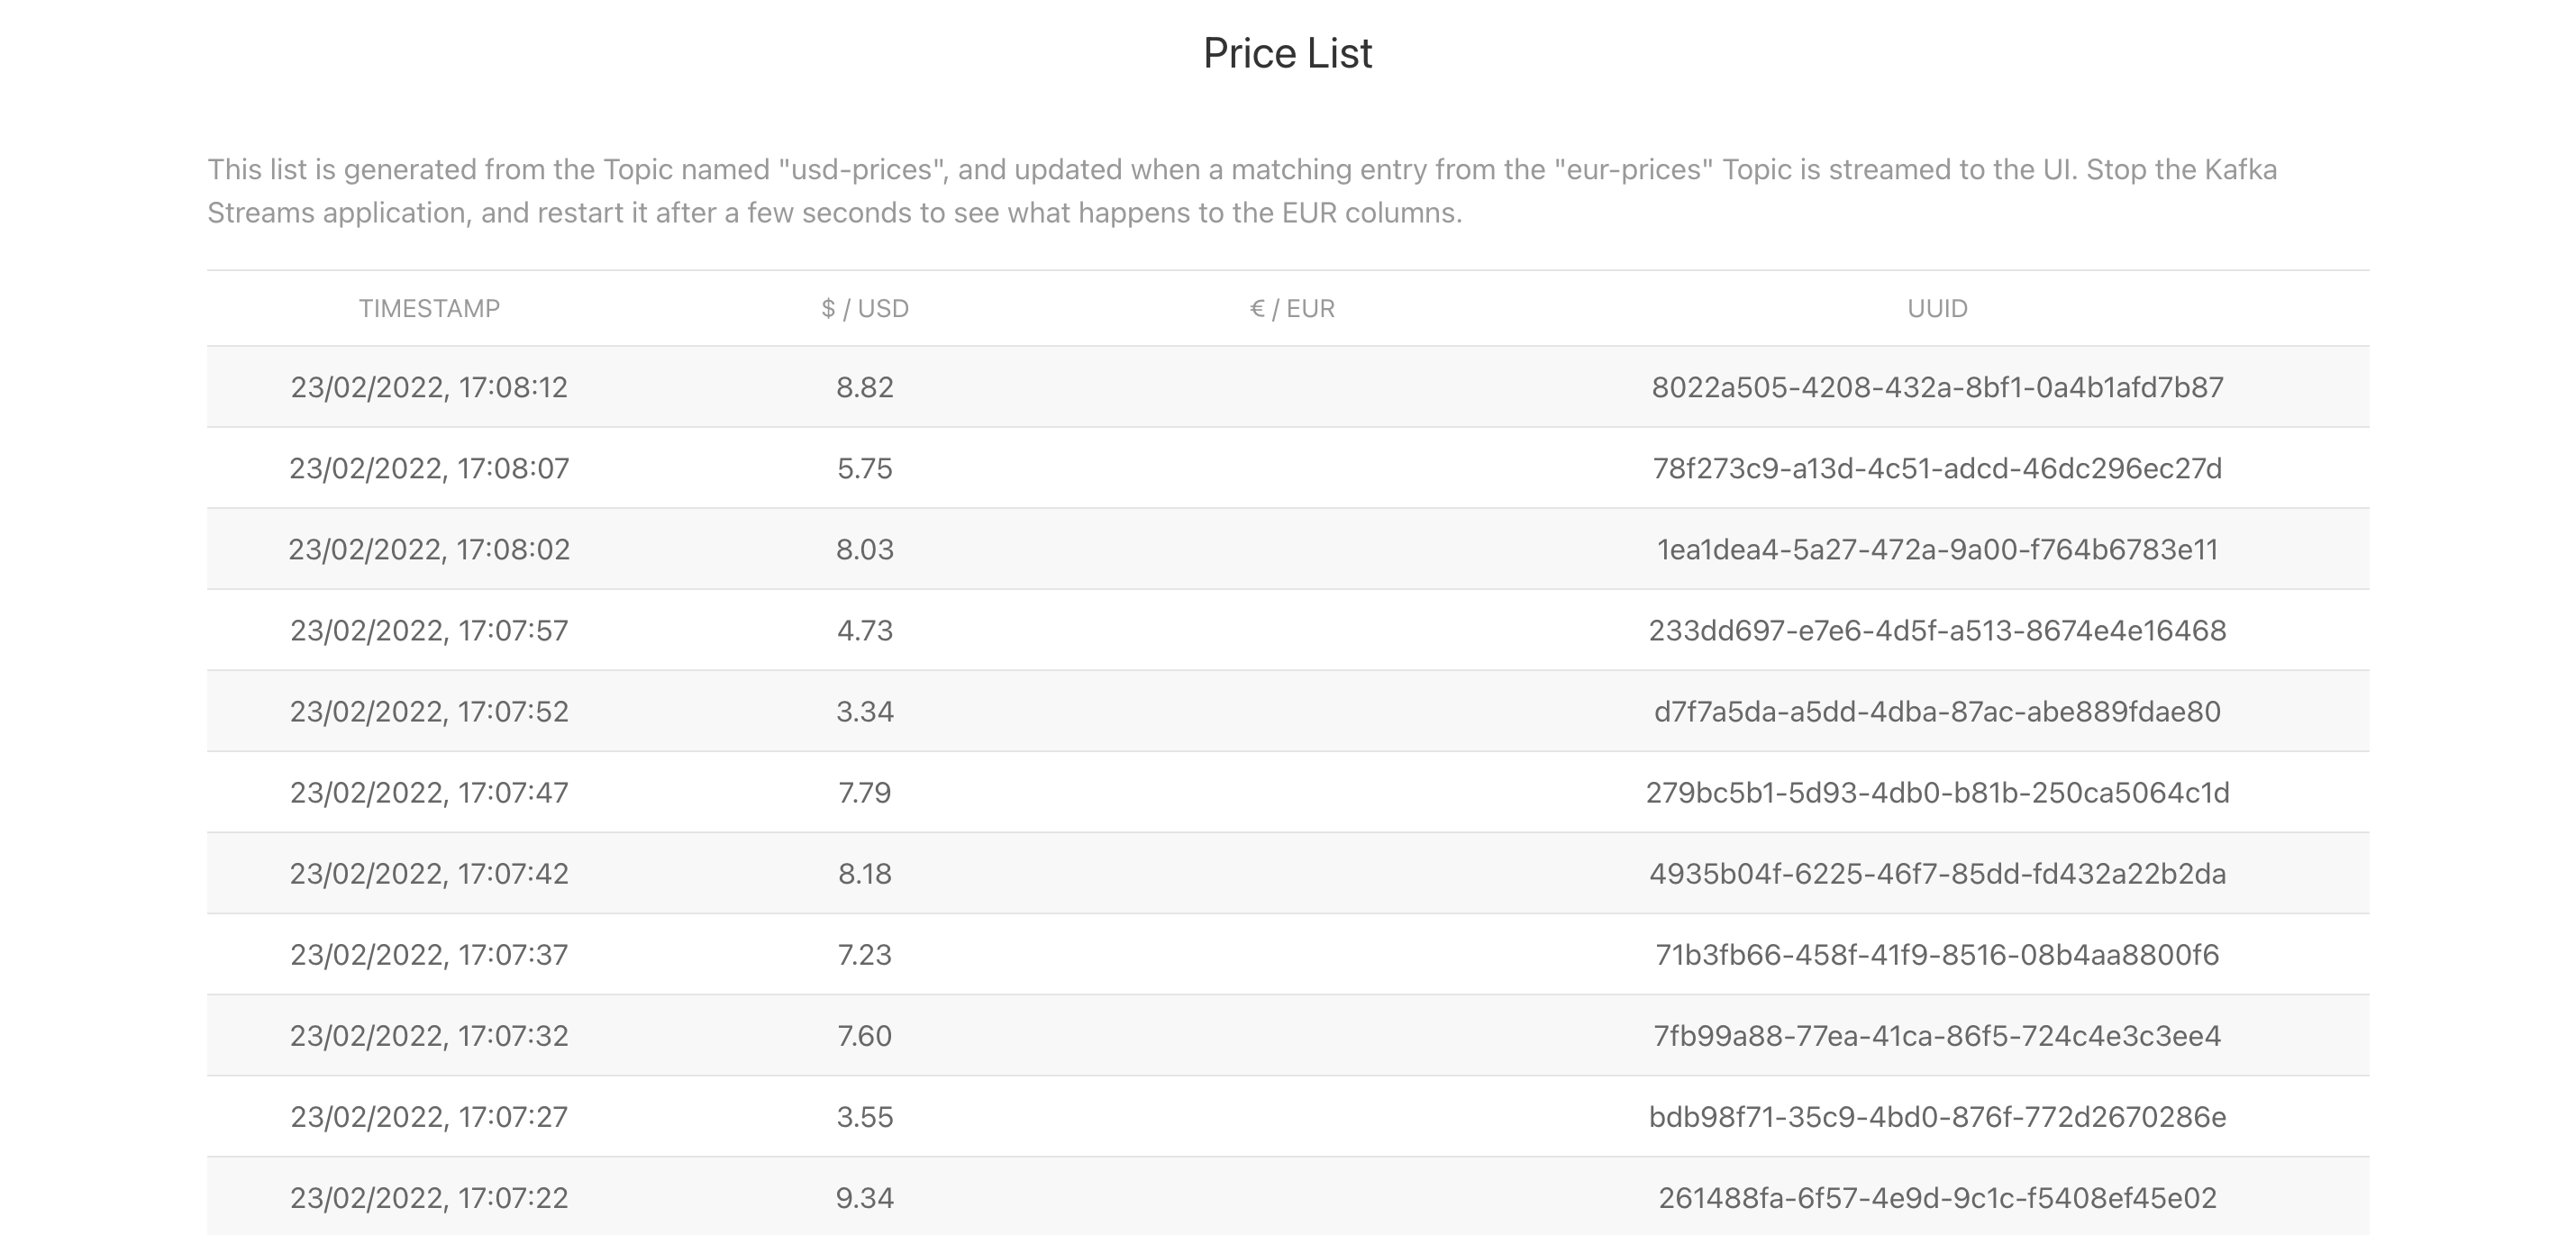 Price List
This list is generated from the Topic named "usd-prices", and updated when a matching entry from the "eur-prices" Topic is streamed to the UI. Stop the Kafka
Streams application, and restart it after a few seconds to see what happens to the EUR columns.
TIMESTAMP $ / USD € / EUR UUID
23/02/2022, 17:08:12 8.82 8022a505-4208-432a-8bf1-0a4b1afd7b87
23/02/2022, 17:08:07 5.75 78f273c9-a13d-4c51-adcd-46dc296ec27d
23/02/2022, 17:08:02 8.03 1ea1dea4-5a27-472a-9a00-f764b6783e11
23/02/2022, 17:07:57 4.73 233dd697-e7e6-4d5f-a513-8674e4e16468
23/02/2022, 17:07:52 3.34 d7f7a5da-a5dd-4dba-87ac-abe889fdae80
23/02/2022, 17:07:47 7.79 279bc5b1-5d93-4db0-b81b-250ca5064c1d
23/02/2022, 17:07:42 8.18 4935b04f-6225-46f7-85dd-fd432a22b2da
23/02/2022, 17:07:37 7.23 71b3fb66-458f-41f9-8516-08b4aa8800f6
23/02/2022, 17:07:32 7.60 7fb99a88-77ea-41ca-86f5-724c4e3c3ee4
23/02/2022, 17:07:27 3.55 bdb98f71-35c9-4bd0-876f-772d2670286e
23/02/2022, 17:07:22 9.34 261488fa-6f57-4e9d-9c1c-f5408ef45e02